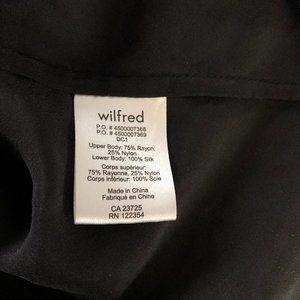 wilfred
P.O. # 4500007368
P.O. # 4500007369
DC1
Upper Body: 75% Rayon,
25% Nylon
Lower Body: 100% Silk
Corps supérieur:
75% Rayonne, 25% Nylon
Corps inférieur: 100% Soie
Made in China
Fabriqué en Chine
CA 23725
RN 122354